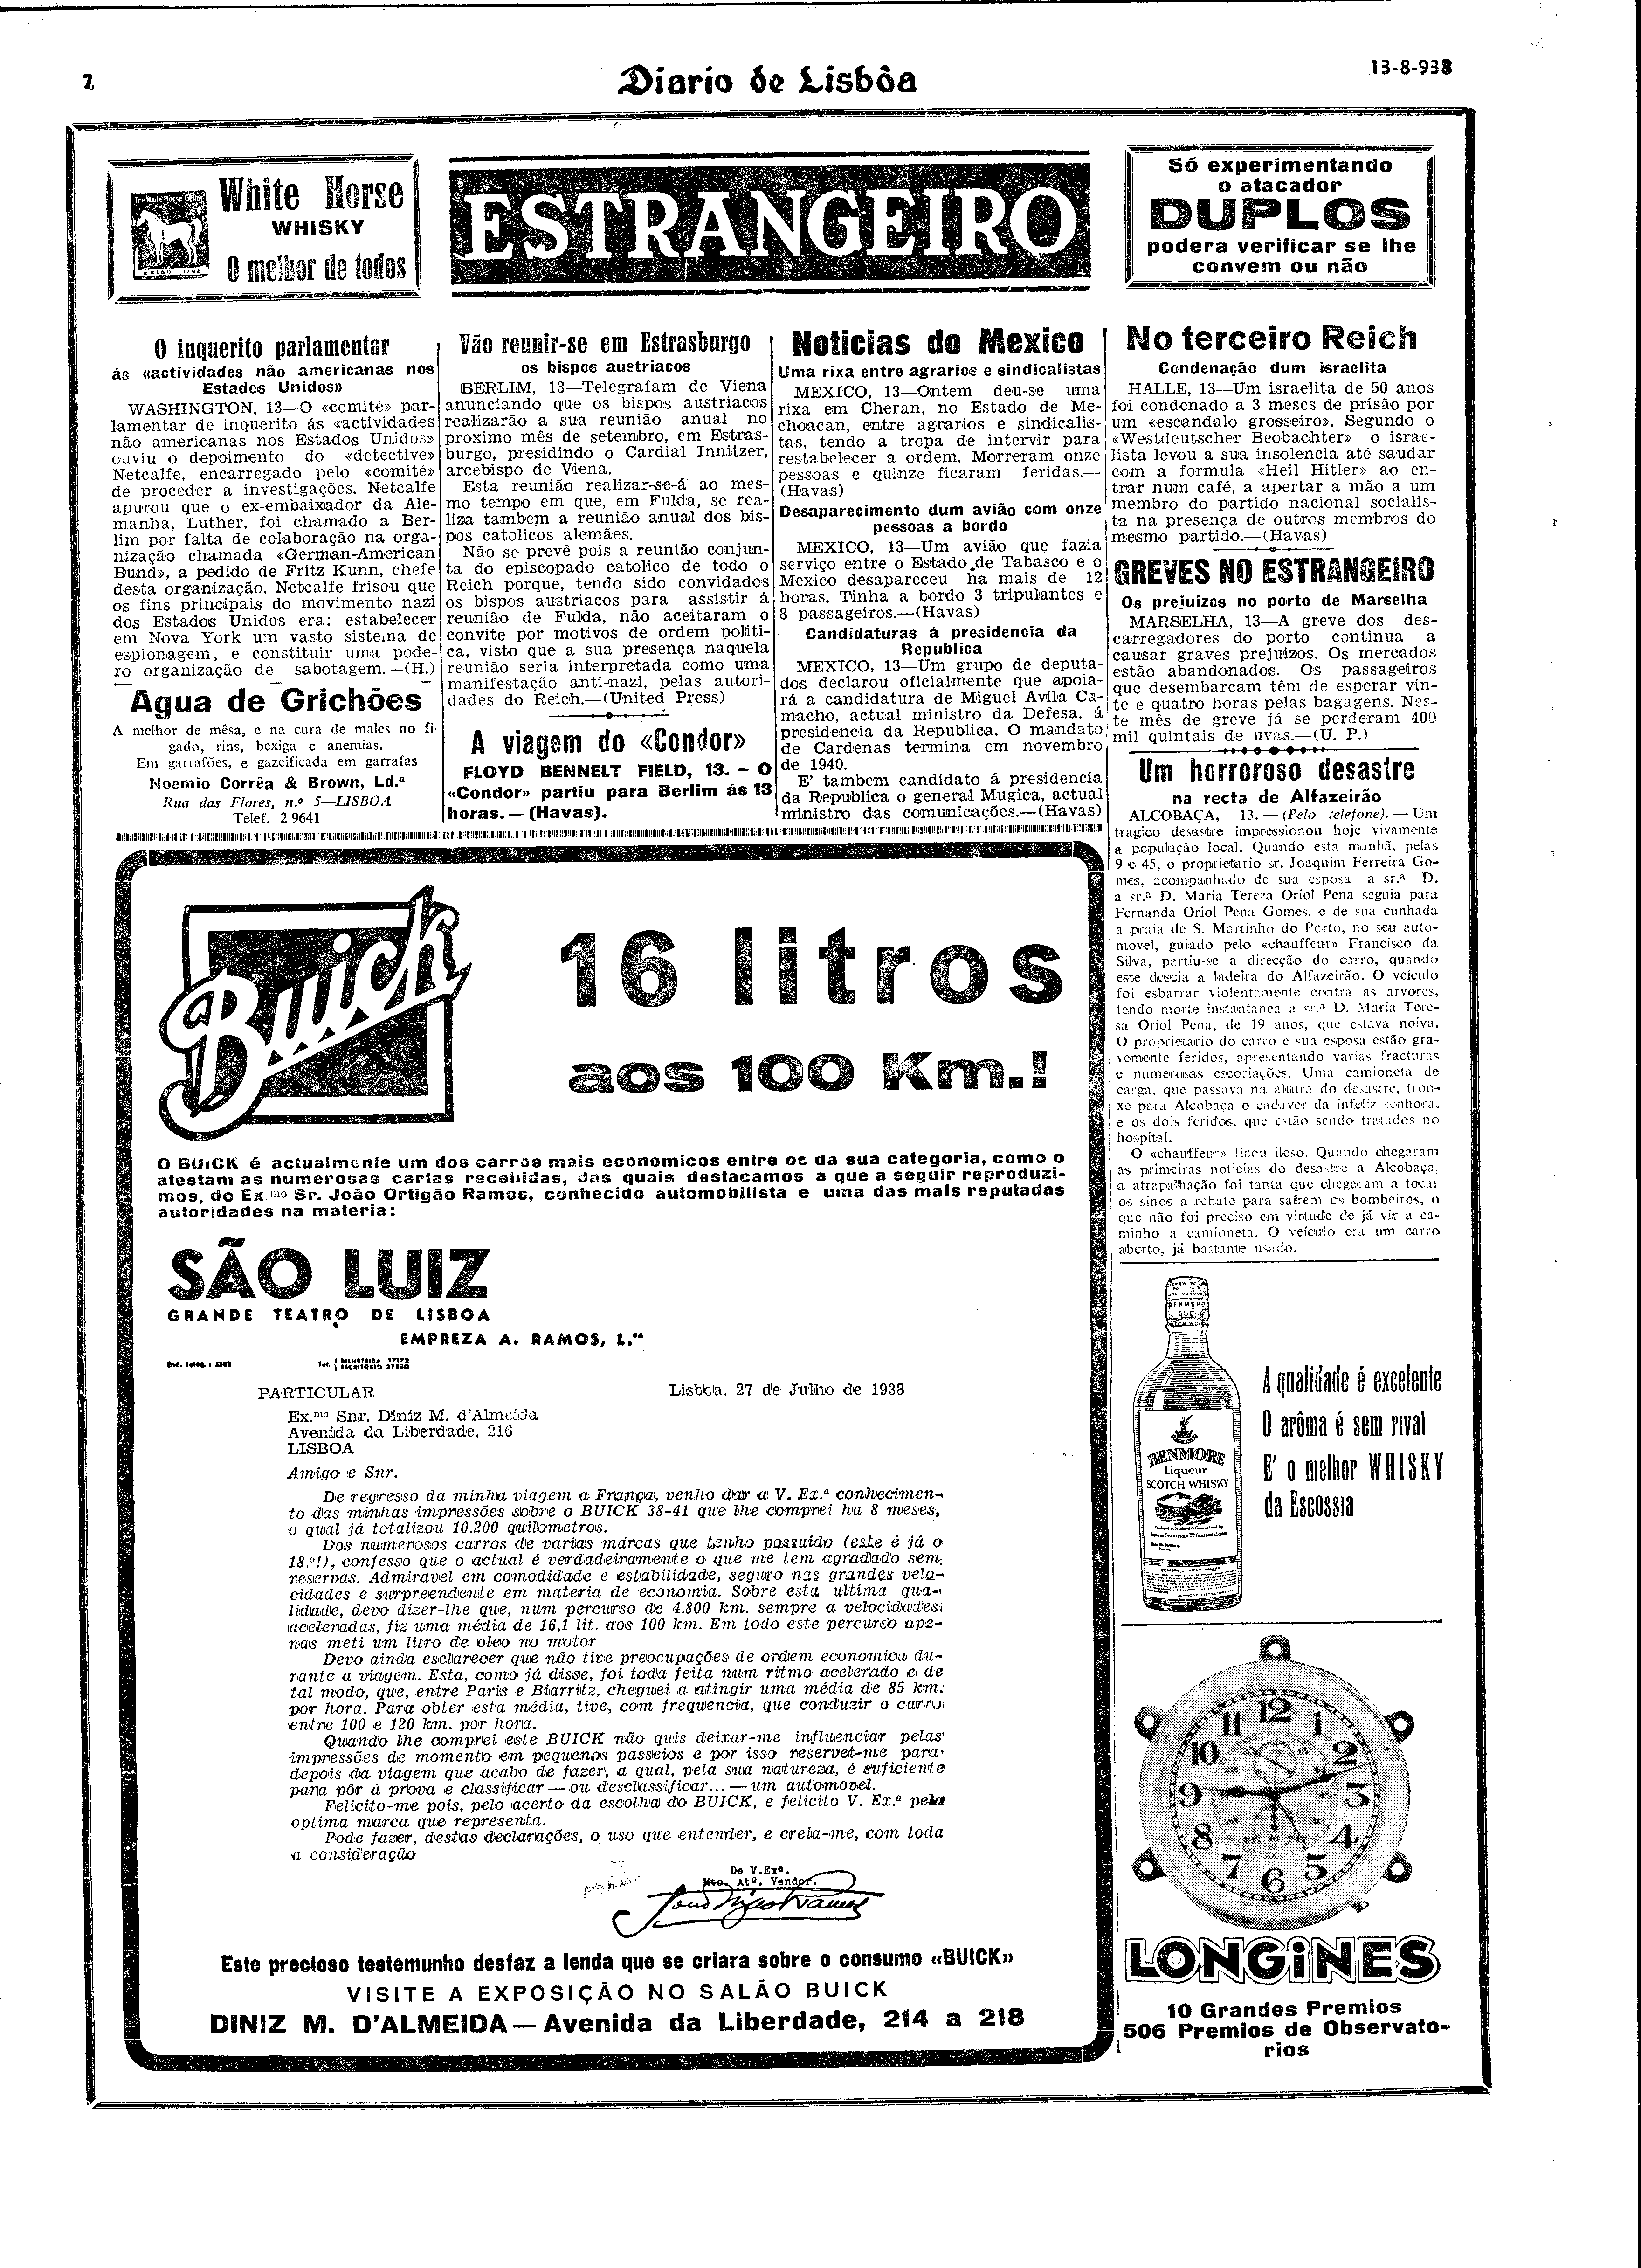 7
Diario de Lisbôa
13-8-938
White Horse
WHISKY
O melhor de todos
ESTRANGEIRO
Só experimentando
o atacador
DUPLOS
podera verificar se lhe
convem ou não
O inquerito parlamentar
ás «actividades não americanas nos
Estados Unidos»
WASHINGTON, 13—O «comité» par-
lamentar de inquerito ás «actividades
não americanas nos Estados Unidos»
ouviu o depoimento do «detective»
Netcalfe, encarregado pelo «comité»
de proceder a investigações. Netcalfe
apurou que o ex-embaixador da Ale-
manha, Luther, foi chamado a Ber-
lim por falta de colaboração na orga-
nização chamada «German-American
Bund», a pedido de Fritz Kunn, chefe
desta organização. Netcalfe frisou que
os fins principais do movimento nazi
dos Estados Unidos era: estabelecer
em Nova York um vasto sistema de
espionagem, e constituir uma pode-
ro organização de sabotagem.—(H.)
Agua de Grichões
A melhor de mêsa, e na cura de males no fi-
gado, rins, bexiga e anemias.
Em garrafões, e gazeificada em garrafas
Noemio Corrêa & Brown, Ld.ª
Rua das Flores, n.º 5—LISBOA
Telef. 2 9641
Vão reunir-se em Estrasburgo
os bispos austriacos
BERLIM, 13—Telegrafam de Viena
anunciando que os bispos austriacos
realizarão a sua reunião anual no
proximo mês de setembro, em Estras-
burgo, presidindo o Cardial Innitzer,
arcebispo de Viena.
Esta reunião realizar-se-á ao mes-
mo tempo em que, em Fulda, se rea-
liza tambem a reunião anual dos bis-
pos catolicos alemães.
Não se prevê pois a reunião conjun-
ta do episcopado catolico de todo o
Reich porque, tendo sido convidados
os bispos austriacos para assistir á
reunião de Fulda, não aceitaram o
convite por motivos de ordem politi-
ca, visto que a sua presença naquela
reunião seria interpretada como uma
manifestação anti-nazi, pelas autori-
dades do Reich.—(United Press)
A viagem do «Condor»
FLOYD BENNELT FIELD, 13. – O
«Condor» partiu para Berlim ás 13
horas.— (Havas).
Noticias do Mexico
Uma rixa entre agrarios e sindicalistas
MEXICO, 13—Ontem deu-se uma
rixa em Cheran, no Estado de Me-
choacan, entre agrarios e sindicalis-
tas, tendo a tropa de intervir para
restabelecer a ordem. Morreram onze
pessoas e quinze ficaram feridas.—
(Havas)
Desaparecimento dum avião com onze
pessoas a bordo
MEXICO, 13—Um avião que fazia
serviço entre o Estado de Tabasco e o
Mexico desapareceu ha mais de 12
horas. Tinha a bordo 3 tripulantes e
8 passageiros.—(Havas)
Candidaturas á presidencia da
Republica
MEXICO, 13—Um grupo de deputa-
dos declarou oficialmente que apoia-
rá a candidatura de Miguel Avila Ca-
macho, actual ministro da Defesa, á
presidencia da Republica. O mandato
de Cardenas termina em novembro
de 1940.
E' tambem candidato á presidencia
da Republica o general Mugica, actual
ministro das comunicações.—(Havas)
No terceiro Reich
Condenação dum israelita
HALLE, 13—Um israelita de 50 anos
foi condenado a 3 meses de prisão por
um «escandalo grosseiro». Segundo o
«Westdeutscher Beobachter» o israe-
lista levou a sua insolencia até saudar
com a formula «Heil Hitler» ao en-
trar num café, a apertar a mão a um
membro do partido nacional socialis-
ta na presença de outros membros do
mesmo partido.—(Havas)
GREVES NO ESTRANGEIRO
Os prejuizos no porto de Marselha
MARSELHA, 13—A greve dos des-
carregadores do porto continua a
causar graves prejuizos. Os mercados
estão abandonados. Os passageiros
que desembarcam têm de esperar vin-
te e quatro horas pelas bagagens. Nes-
te mês de greve já se perderam 400
mil quintais de uvas.—(U. P.)
Um horroroso desastre
na recta de Alfazeirão
ALCOBAÇA, 13. — (Pelo telefone). — Um
tragico desastre impressionou hoje vivamente
a população local. Quando esta manhã, pelas
9 e 45, o proprietario sr. Joaquim Ferreira Go-
mes, acompanhado de sua esposa a sr.ª D.
a sr.ª D. Maria Tereza Oriol Pena seguia para
Fernanda Oriol Pena Gomes, e de sua cunhada
a praia de S. Martinho do Porto, no seu auto-
movel, guiado pelo «chauffeur» Francisco da
Silva, partiu-se a direcção do carro, quando
este descia a ladeira do Alfazeirão. O veículo
foi esbarrar violentamente contra as arvores,
tendo morte instantanea a sr.ª D. Maria Tere-
sa Oriol Pena, de 19 anos, que estava noiva.
O proprietario do carro e sua esposa estão gra-
vemente feridos, apresentando varias fracturas
e numerosas escoriações. Uma camioneta de
carga, que passava na altura do desastre, trou-
xe para Alcobaça o cadaver da infeliz senhora,
e os dois feridos, que estão sendo tratados no
hospital.
O «chauffeur» ficou ileso. Quando chegaram
as primeiras noticias do desastre a Alcobaça,
a atrapalhação foi tanta que chegaram a tocar
os sinos a rebate para safrem os bombeiros, o
que não foi preciso em virtude de já vir a ca-
minho a camioneta. O veículo era um carro
aberto, já bastante usado.
Buick
16 litros
aos 100 Km.!
O BUICK é actualmente um dos carros mais economicos entre os da sua categoria, como o
atestam as numerosas cartas recebidas, das quais destacamos a que a seguir reproduzi-
mos, do Ex.mo Sr. João Ortigão Ramos, conhecido automobilista e uma das mais reputadas
autoridades na materia:
SÃO LUIZ
GRANDE TEATRO DE LISBOA
EMPREZA A. RAMOS, L.da
End. Teleg.:
Tel. BILHETEIRA 27172
ESCRITORIO
PARTICULAR
Lisboa, 27 de Julho de 1938
Ex.mo Snr. Diniz M. d'Almeida
Avenida da Liberdade, 216
LISBOA
Amigo e Snr.
De regresso da minha viagem a França, venho dar a V. Ex.ª conhecimen-
to das minhas impressões sobre o BUICK 38-41 que lhe comprei ha 8 meses,
o qual já totalizou 10.200 quilometros.
Dos numerosos carros de varias marcas que tenho possuido (este é já o
18.º!), confesso que o actual é verdadeiramente o que me tem agradado sem
reservas. Admiravel em comodidade e estabilidade, seguro nas grandes velo-
cidades e surpreendente em materia de economia. Sobre esta ultima qua-
lidade, devo dizer-lhe que, num percurso de 4.800 km. sempre a velocidades
aceleradas, fiz uma média de 16,1 lit. aos 100 km. Em todo este percurso ape-
nas meti um litro de oleo no motor
Devo ainda esclarecer que não tive preocupações de ordem economica du-
rante a viagem. Esta, como já disse, foi toda feita num ritmo acelerado e de
tal modo, que, entre Paris e Biarritz, cheguei a atingir uma média de 85 km.
por hora. Para obter esta média, tive, com frequencia, que conduzir o carro
entre 100 e 120 km. por hora.
Quando lhe comprei este BUICK não quis deixar-me influenciar pelas
impressões de momento em pequenos passeios e por isso reservei-me para
depois da viagem que acabo de fazer, a qual, pela sua natureza, é suficiente
para pôr á prova e classificar — ou desclassificar... — um automovel.
Felicito-me pois, pelo acerto da escolha do BUICK, e felicito V. Ex.ª pela
optima marca que representa.
Pode fazer, destas declarações, o uso que entender, e creia-me, com toda
a consideração
De V.Exª.
Mto. Atº. Vendor.
Este precioso testemunho desfaz a lenda que se criara sobre o consumo «BUICK»
VISITE A EXPOSIÇÃO NO SALÃO BUICK
DINIZ M. D'ALMEIDA — Avenida da Liberdade, 214 a 218
BENMORE
Liqueur
SCOTCH WHISKY
A qualidade é excelente
O arôma é sem rival
E' o melhor WHISKY
da Escossia
12
1
2
3
4
5
6
7
8
9
10
11
LONGINES
10 Grandes Premios
506 Premios de Observato-
rios